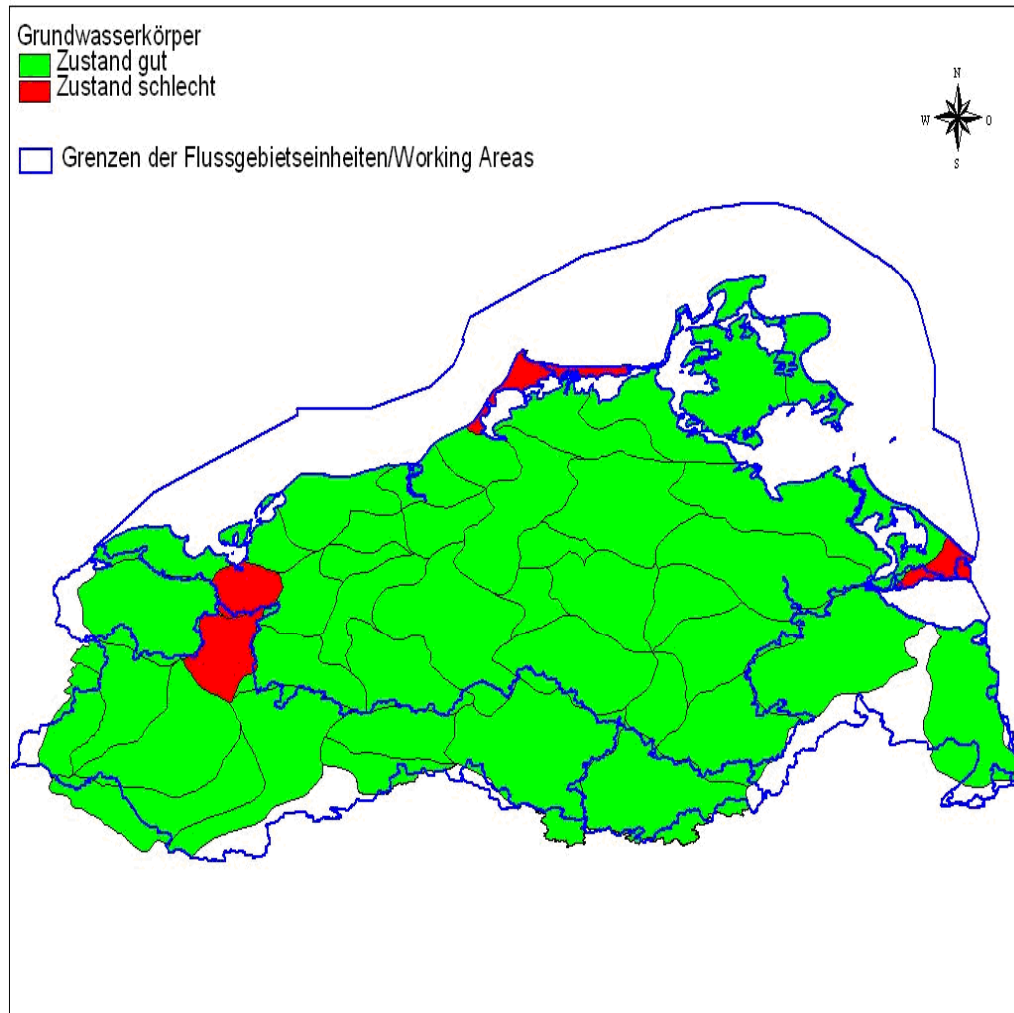 Grundwasserkörper
Zustand gut
Zustand schlecht
Grenzen der Flussgebietseinheiten/Working Areas
N
W O
S